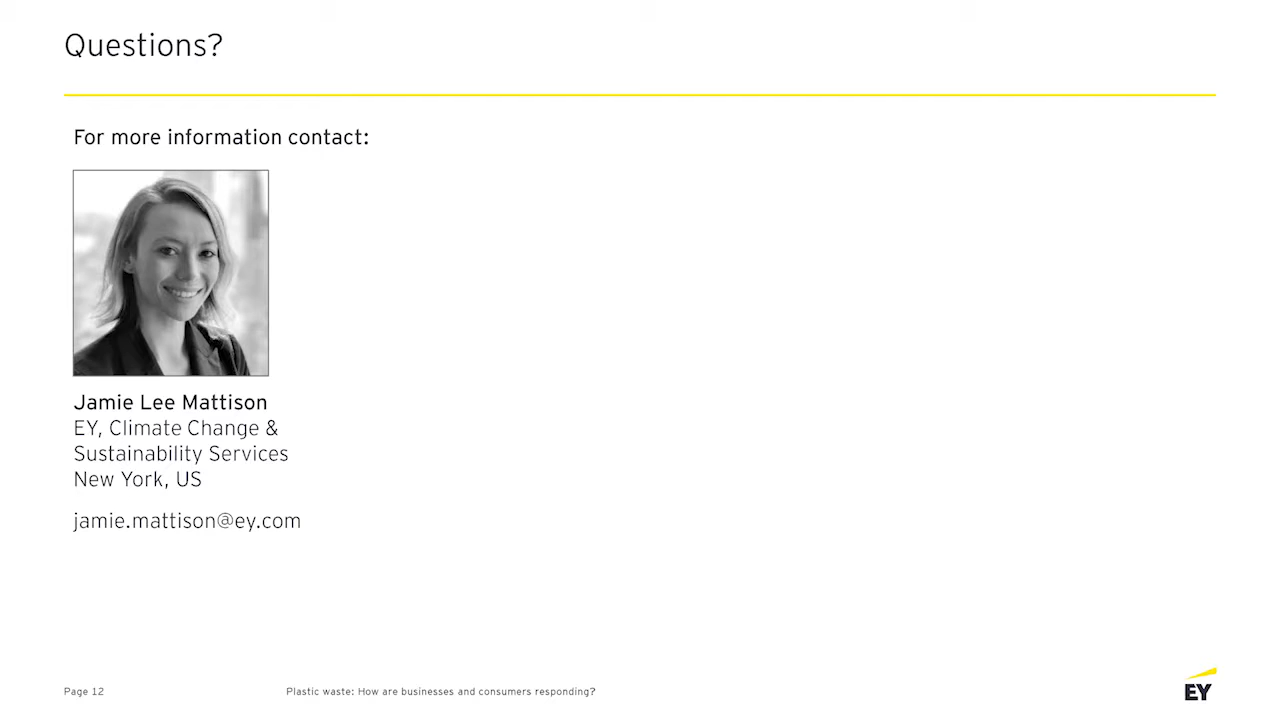 Questions?
For more information contact:
Jamie Lee Mattison
EY, Climate Change &
Sustainability Services
New York, US
jamie.mattison@ey.com
Page 12
Plastic waste: How are businesses and consumers responding?
EY